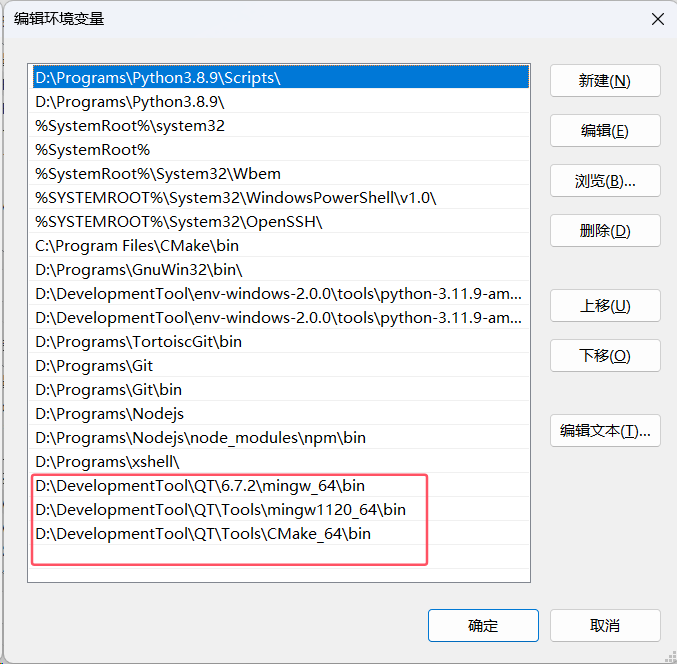 编辑环境变量
D:\Programs\Python3.8.9\Scripts\
D:\Programs\Python3.8.9\
%SystemRoot%\system32
%SystemRoot%
%SystemRoot%\System32\Wbem
%SYSTEMROOT%\System32\WindowsPowerShell\v1.0\
%SYSTEMROOT%\System32\OpenSSH\
C:\Program Files\CMake\bin
D:\Programs\GnuWin32\bin\
D:\DevelopmentTool\env-windows-2.0.0\tools\python-3.11.9-am...
D:\DevelopmentTool\env-windows-2.0.0\tools\python-3.11.9-am...
D:\Programs\TortoiscGit\bin
D:\Programs\Git
D:\Programs\Git\bin
D:\Programs\Nodejs
D:\Programs\Nodejs\node_modules\npm\bin
D:\Programs\xshell\
D:\DevelopmentTool\QT\6.7.2\mingw_64\bin
D:\DevelopmentTool\QT\Tools\mingw1120_64\bin
D:\DevelopmentTool\QT\Tools\CMake_64\bin
新建(N)
编辑(E)
浏览(B)...
删除(D)
上移(U)
下移(O)
编辑文本(T)...
确定
取消